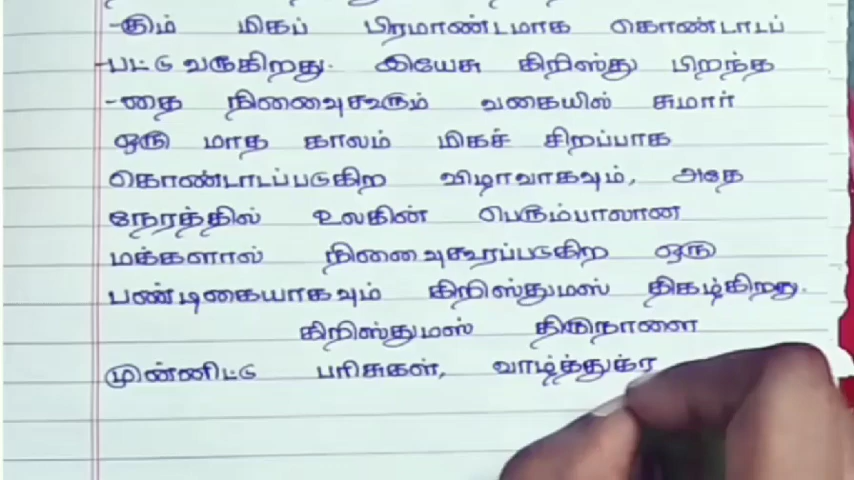 -கும் மிகப் பிரமாண்டமாக கொண்டாடப்
-பட்டு வருகிறது. இயேசு கிறிஸ்து பிறந்த
-தை நினைவுகூரும் வகையில் சுமார்
ஒரு மாத காலம் மிகச் சிறப்பாக
கொண்டாடப்படுகிற விழாவாகவும், அதே
நேரத்தில் உலகின் பெரும்பாலான
மக்களால் நினைவுகூரப்படுகிற ஒரு
பண்டிகையாகவும் கிறிஸ்துமஸ் திகழ்கிறது.
கிறிஸ்துமஸ் திருநாளை
முன்னிட்டு பரிசுகள்,